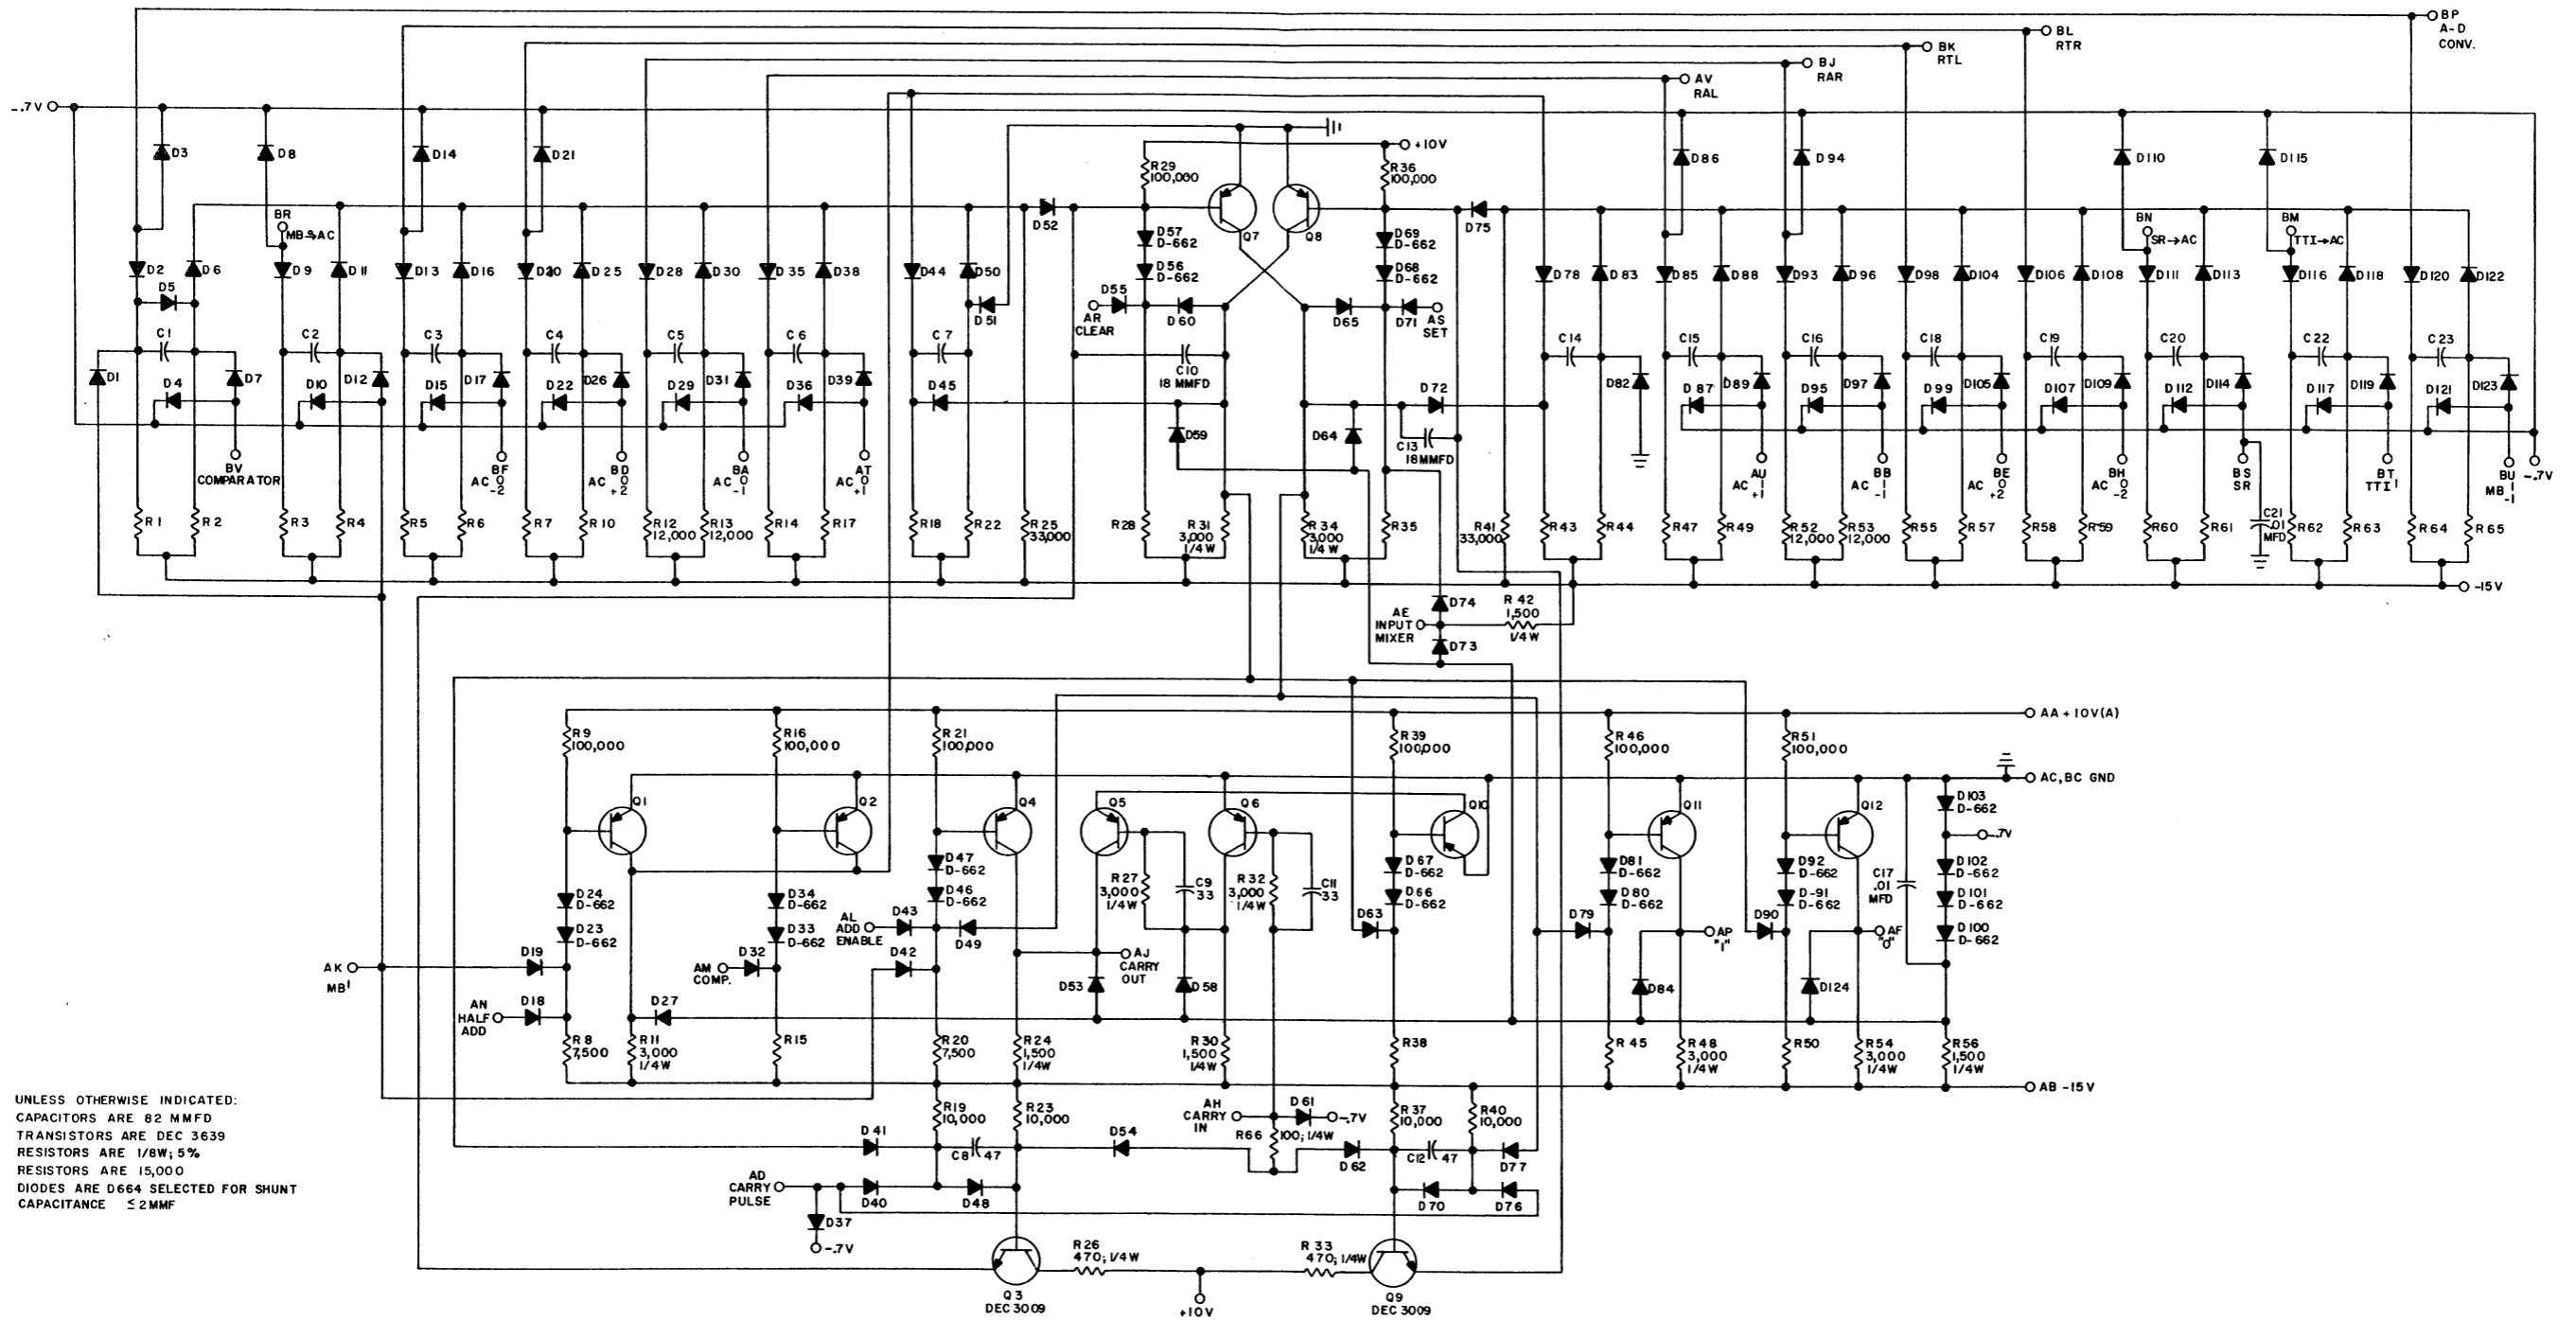 BP
A-D
CONV.
BL
RTR
BK
RTL
BJ
RAR
AV
RAL
-.7V
D3
D8
D14
D21
+10V
R29
100,000
R36
100,000
D86
D94
D110
D115
BR
MB→AC
D52
Q7
Q8
D75
BN
SR→AC
BM
TTI→AC
D57
D-662
D56
D-662
D69
D-662
D68
D-662
D2
D6
D9
D11
D13
D16
D20
D25
D28
D30
D35
D38
D44
D50
D78
D83
D85
D88
D93
D96
D98
D104
D106
D108
D111
D113
D116
D118
D120
D122
D5
D51
D55
AR
CLEAR
D60
D65
D71
AS
SET
C1
C2
C3
C4
C5
C6
C7
C10
18 MMFD
C14
C15
C16
C18
C19
C20
C22
C23
D1
D4
D7
D10
D12
D15
D17
D22
D26
D29
D31
D36
D39
D45
D72
D82
D87
D89
D95
D97
D99
D105
D107
D109
D112
D114
D117
D119
D121
D123
D59
D64
C13
18MMFD
BV
COMPARATOR
BF
AC 0 -2
BD
AC 0 +2
BA
AC 0 -1
AT
AC 0 +1
AU
AC 1 +1
BB
AC 1 -1
BE
AC 0 +2
BH
AC 0 -2
BS
SR
BT
TTI1
BU
MB 1 -1
-.7V
R1
R2
R3
R4
R5
R6
R7
R10
R12
12,000
R13
12,000
R14
R17
R18
R22
R25
33,000
R28
R31
3,000
1/4 W
R34
3,000
1/4 W
R35
R41
33,000
R43
R44
R47
R49
R52
12,000
R53
12,000
R55
R57
R58
R59
R60
R61
C21
.01
MFD
R62
R63
R64
R65
-15V
D74
AE
INPUT
MIXER
R 42
1,500
1/4 W
D73
R9
100,000
R16
100,000
R21
100,000
R39
100,000
R46
100,000
R51
100,000
AA +10V(A)
AC,BC GND
Q1
Q2
Q4
Q5
Q6
Q10
Q11
Q12
D103
D-662
-.7V
D24
D-662
D23
D-662
D34
D-662
D33
D-662
D47
D-662
D46
D-662
R27
3,000
1/4W
C9
33
R32
3,000
1/4W
C11
33
D67
D-662
D66
D-662
D81
D-662
D80
D-662
D92
D-662
D-91
D-662
C17
.01
MFD
D102
D-662
D101
D-662
D100
D-662
AL
ADD
ENABLE
D43
D49
D42
D63
D79
D90
AP
"1"
AF
"0"
AK
MB1
D19
AM
COMP.
D32
AJ
CARRY
OUT
D53
D58
D84
D124
AN
HALF
ADD
D18
D27
R8
7,500
R11
3,000
1/4 W
R15
R20
7,500
R24
1,500
1/4W
R30
1,500
1/4W
R38
R 45
R48
3,000
1/4 W
R50
R54
3,000
1/4 W
R56
1,500
1/4 W
AB -15V
R19
10,000
R23
10,000
AH
CARRY
IN
D61
-.7V
R37
10,000
R40
10,000
D41
C8 47
D54
R66 100; 1/4W
D62
C12 47
D77
AD
CARRY
PULSE
D40
D48
D70
D76
D37
-.7V
R26
470; 1/4W
R 33
470; 1/4W
Q3
DEC 3009
+10V
Q9
DEC 3009
UNLESS OTHERWISE INDICATED:
CAPACITORS ARE 82 MMFD
TRANSISTORS ARE DEC 3639
RESISTORS ARE 1/8W; 5%
RESISTORS ARE 15,000
DIODES ARE D664 SELECTED FOR SHUNT
CAPACITANCE ≤ 2MMF